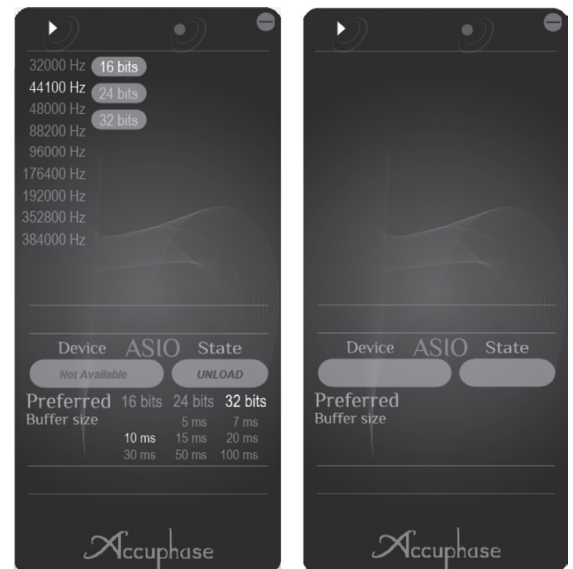 32000 Hz 16 bits
44100 Hz 24 bits
48000 Hz
88200 Hz 32 bits
96000 Hz
176400 Hz
192000 Hz
352800 Hz
384000 Hz
Device ASIO State
Not Available UNLOAD
Preferred 16 bits 24 bits 32 bits
Buffer size
5 ms 7 ms
10 ms 15 ms 20 ms
30 ms 50 ms 100 ms
Accuphase
Device ASIO State
Preferred
Buffer size
Accuphase